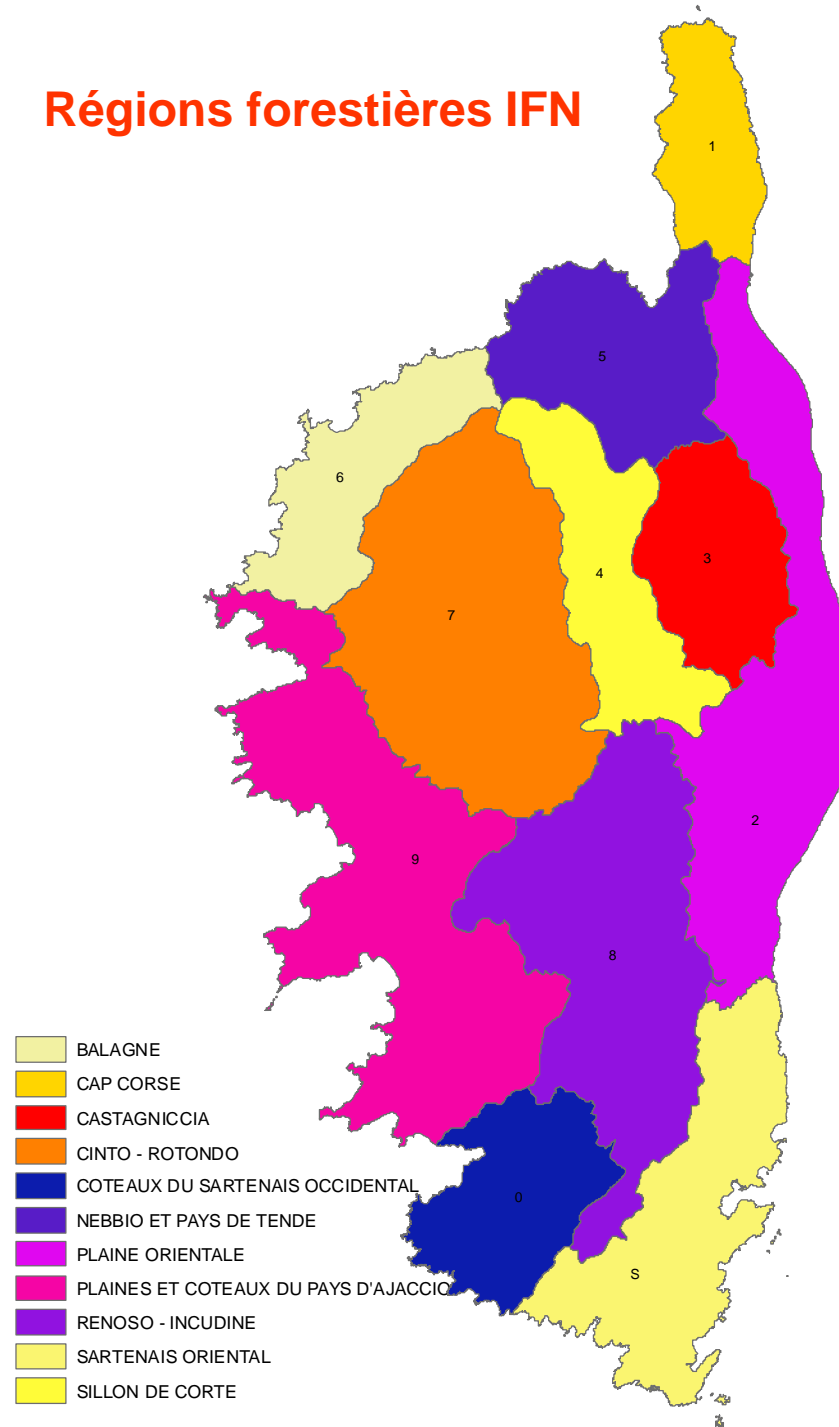 Régions forestières IFN
1
5
6
3
4
7
2
9
8
0
S
BALAGNE
CAP CORSE
CASTAGNICCIA
CINTO - ROTONDO
COTEAUX DU SARTENAIS OCCIDENTAL
NEBBIO ET PAYS DE TENDE
PLAINE ORIENTALE
PLAINES ET COTEAUX DU PAYS D'AJACCIO
RENOSO - INCUDINE
SARTENAIS ORIENTAL
SILLON DE CORTE